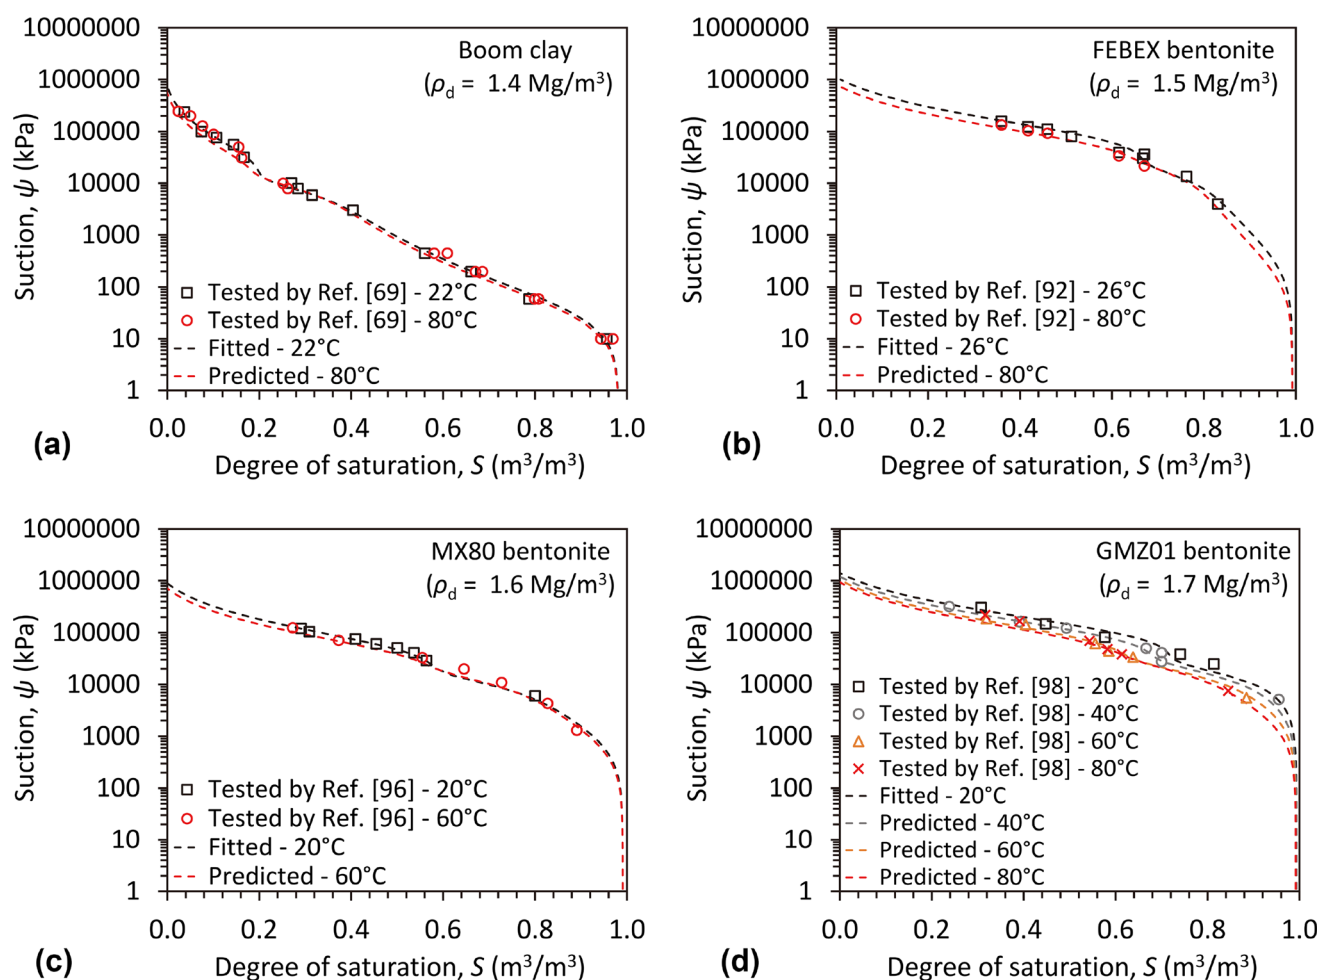 10000000
1000000
100000
10000
1000
100
10
1
Suction, ψ (kPa)
Boom clay
(ρd = 1.4 Mg/m³)
Tested by Ref. [69] - 22°C
Tested by Ref. [69] - 80°C
Fitted - 22°C
Predicted - 80°C
0.0 0.2 0.4 0.6 0.8 1.0
(a)
Degree of saturation, S (m³/m³)
10000000
1000000
100000
10000
1000
100
10
1
Suction, ψ (kPa)
FEBEX bentonite
(ρd = 1.5 Mg/m³)
Tested by Ref. [92] - 26°C
Tested by Ref. [92] - 80°C
Fitted - 26°C
Predicted - 80°C
0.0 0.2 0.4 0.6 0.8 1.0
(b)
Degree of saturation, S (m³/m³)
10000000
1000000
100000
10000
1000
100
10
1
Suction, ψ (kPa)
MX80 bentonite
(ρd = 1.6 Mg/m³)
Tested by Ref. [96] - 20°C
Tested by Ref. [96] - 60°C
Fitted - 20°C
Predicted - 60°C
0.0 0.2 0.4 0.6 0.8 1.0
(c)
Degree of saturation, S (m³/m³)
10000000
1000000
100000
10000
1000
100
10
1
Suction, ψ (kPa)
GMZ01 bentonite
(ρd = 1.7 Mg/m³)
Tested by Ref. [98] - 20°C
Tested by Ref. [98] - 40°C
Tested by Ref. [98] - 60°C
Tested by Ref. [98] - 80°C
Fitted - 20°C
Predicted - 40°C
Predicted - 60°C
Predicted - 80°C
0.0 0.2 0.4 0.6 0.8 1.0
(d)
Degree of saturation, S (m³/m³)